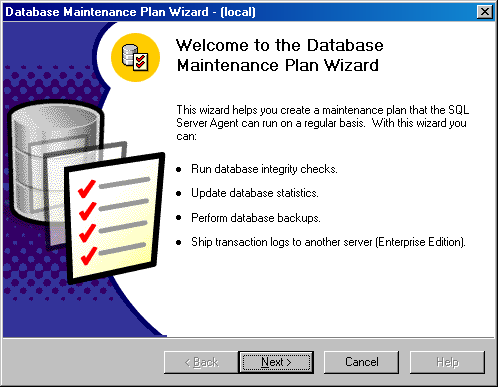 Database Maintenance Plan Wizard - (local)
Welcome to the Database
Maintenance Plan Wizard
This wizard helps you create a maintenance plan that the SQL
Server Agent can run on a regular basis. With this wizard you
can:
• Run database integrity checks.
• Update database statistics.
• Perform database backups.
• Ship transaction logs to another server (Enterprise Edition).
< Back
Next >
Cancel
Help